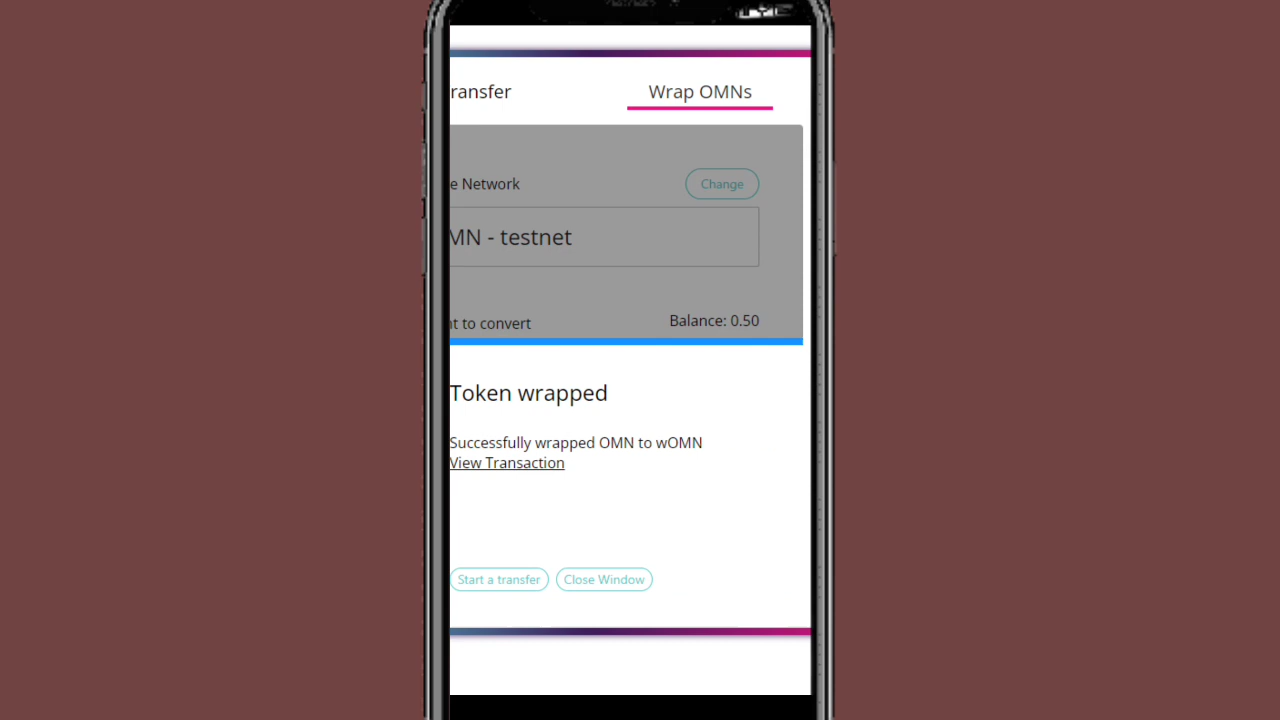 ransfer
Wrap OMNs
e Network
Change
MN - testnet
nt to convert
Balance: 0.50
Token wrapped
Successfully wrapped OMN to wOMN
View Transaction
Start a transfer
Close Window